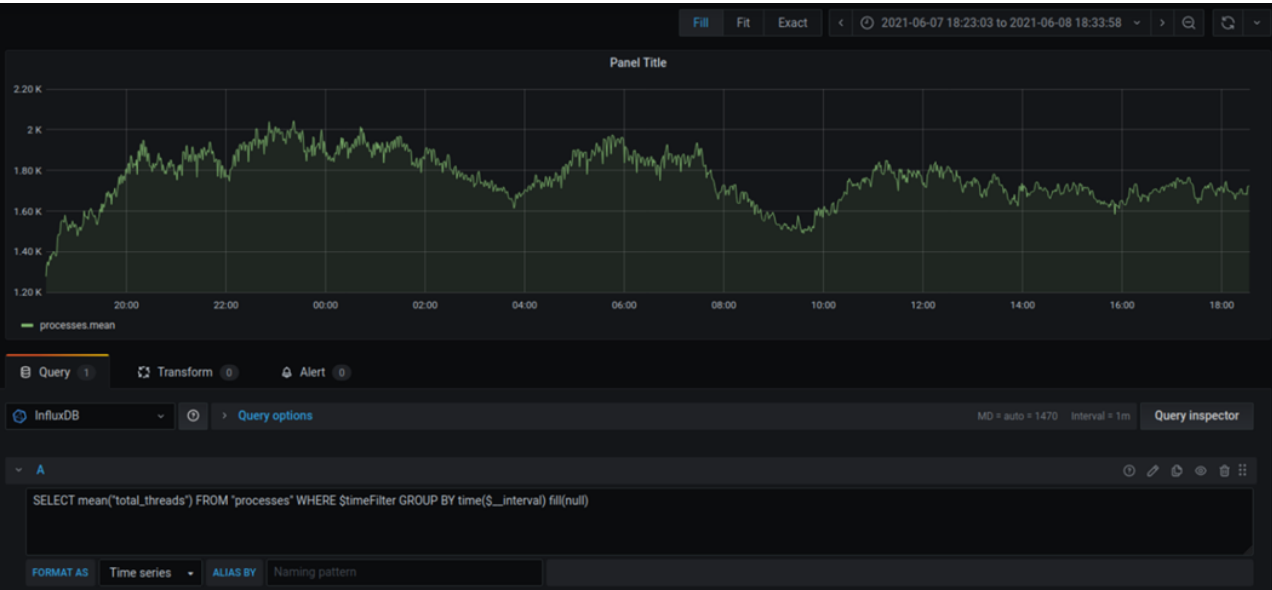 Fill Fit Exact 2021-06-07 18:23:03 to 2021-06-08 18:33:58
Panel Title
2.20 K
2 K
1.80 K
1.60 K
1.40 K
1.20 K
20:00 22:00 00:00 02:00 04:00 06:00 08:00 10:00 12:00 14:00 16:00 18:00
processes.mean
Query 1 Transform 0 Alert 0
InfluxDB Query options MD = auto = 1470 Interval = 1m Query inspector
A
SELECT mean("total_threads") FROM "processes" WHERE $timeFilter GROUP BY time($__interval) fill(null)
FORMAT AS Time series ALIAS BY Naming pattern